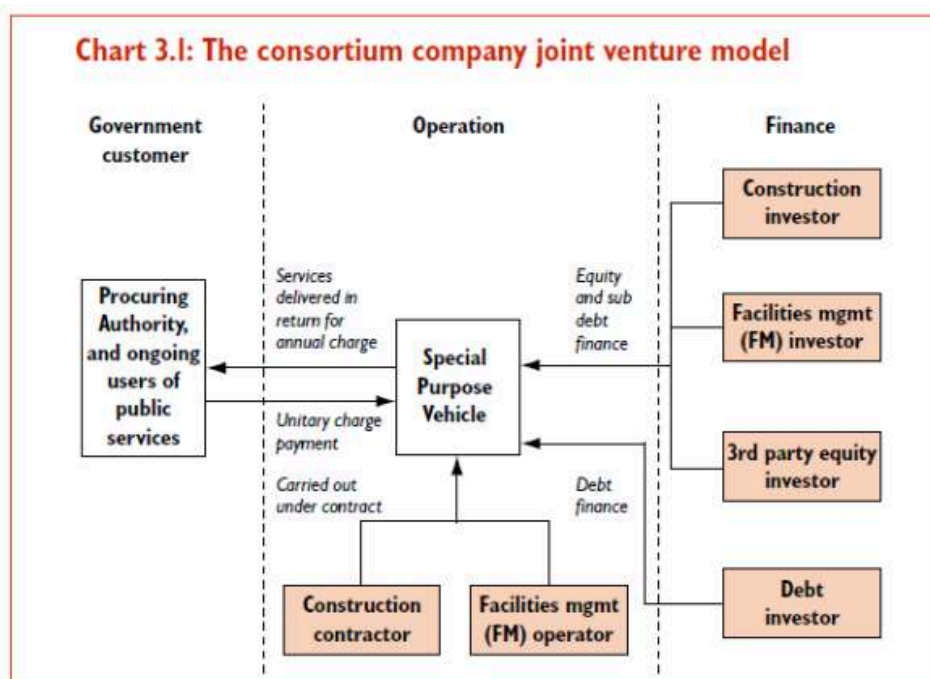 Chart 3.1: The consortium company joint venture model
Government
customer
Operation
Finance
Construction
investor
Services
delivered in
return for
annual charge
Equity
and sub
debt
finance
Procuring
Authority,
and ongoing
users of
public
services
Facilities mgmt
(FM) investor
Special
Purpose
Vehicle
Unitary charge
payment
3rd party equity
investor
Carried out
under contract
Debt
finance
Construction
contractor
Facilities mgmt
(FM) operator
Debt
investor